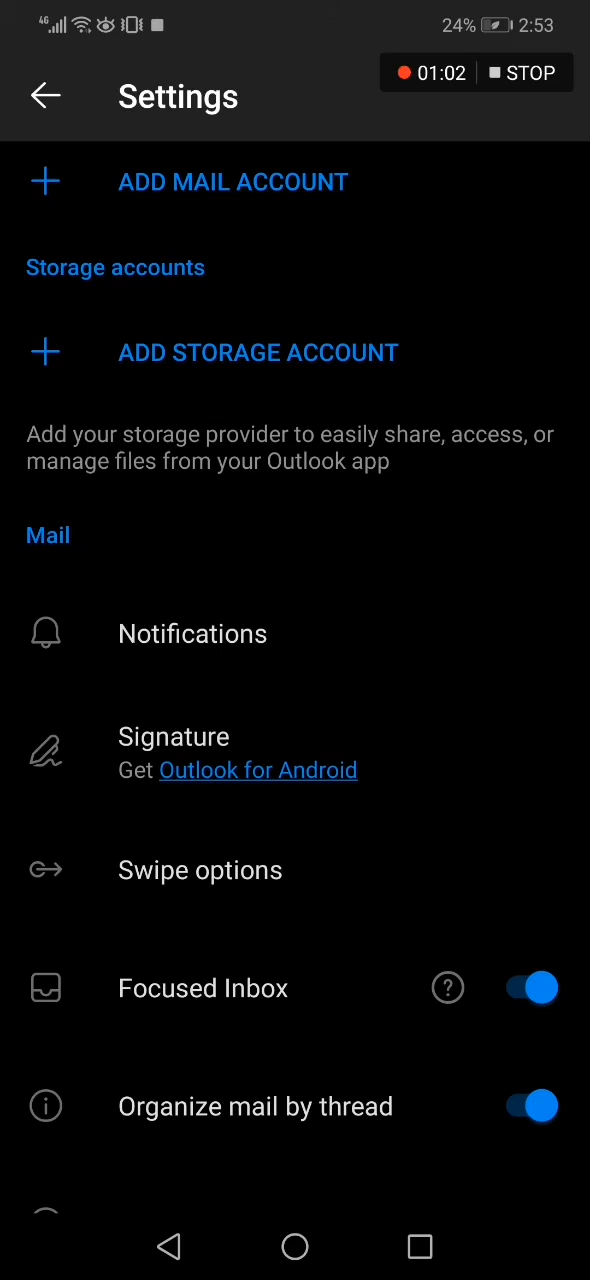 4G 24% 2:53
01:02 STOP
Settings
ADD MAIL ACCOUNT
Storage accounts
ADD STORAGE ACCOUNT
Add your storage provider to easily share, access, or
manage files from your Outlook app
Mail
Notifications
Signature
Get Outlook for Android
Swipe options
Focused Inbox ?
Organize mail by thread